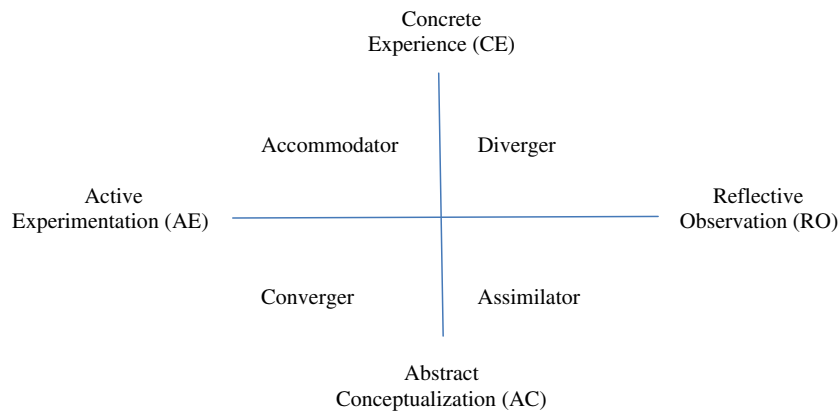 Concrete
Experience (CE)
Accommodator
Diverger
Active
Experimentation (AE)
Reflective
Observation (RO)
Converger
Assimilator
Abstract
Conceptualization (AC)